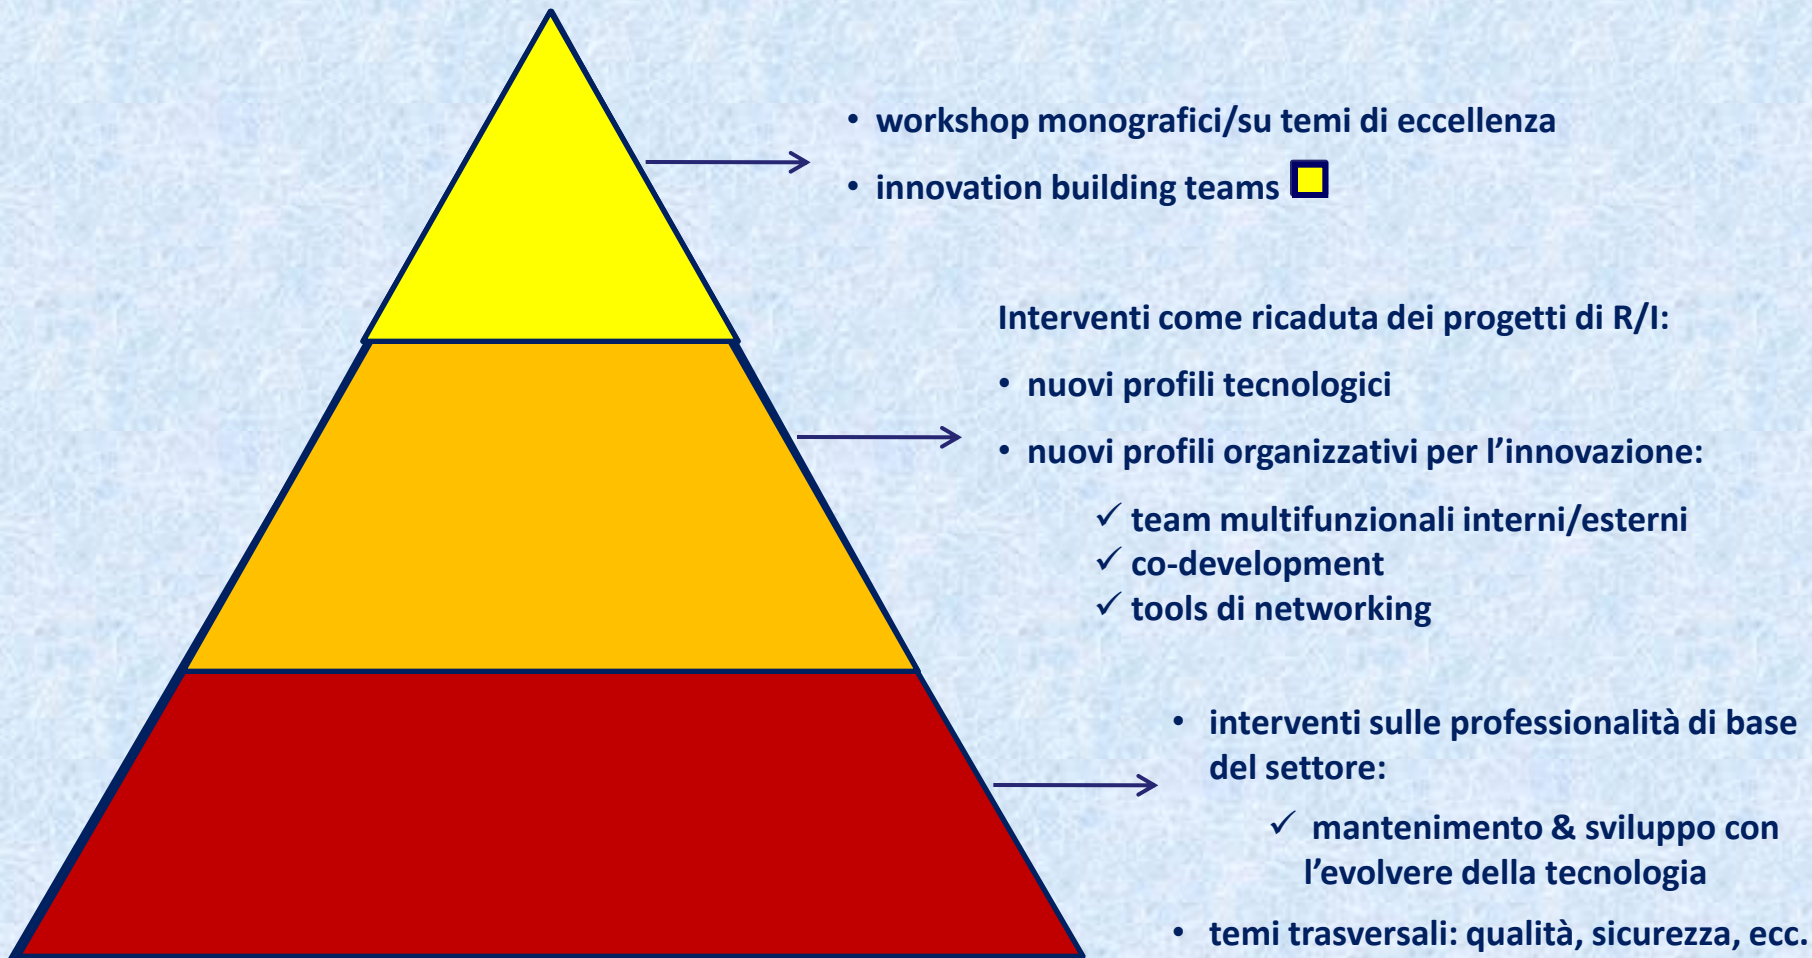 • workshop monografici/su temi di eccellenza
• innovation building teams
Interventi come ricaduta dei progetti di R/I:
• nuovi profili tecnologici
• nuovi profili organizzativi per l’innovazione:
✓ team multifunzionali interni/esterni
✓ co-development
✓ tools di networking
• interventi sulle professionalità di base
del settore:
✓ mantenimento & sviluppo con
l’evolvere della tecnologia
• temi trasversali: qualità, sicurezza, ecc.